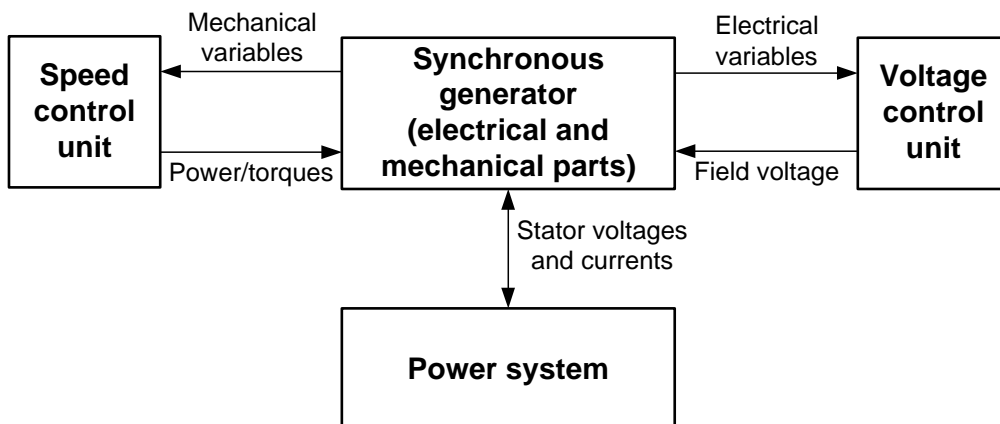 Mechanical
variables
Speed
control
unit
Power/torques
Synchronous
generator
(electrical and
mechanical parts)
Electrical
variables
Field voltage
Voltage
control
unit
Stator voltages
and currents
Power system